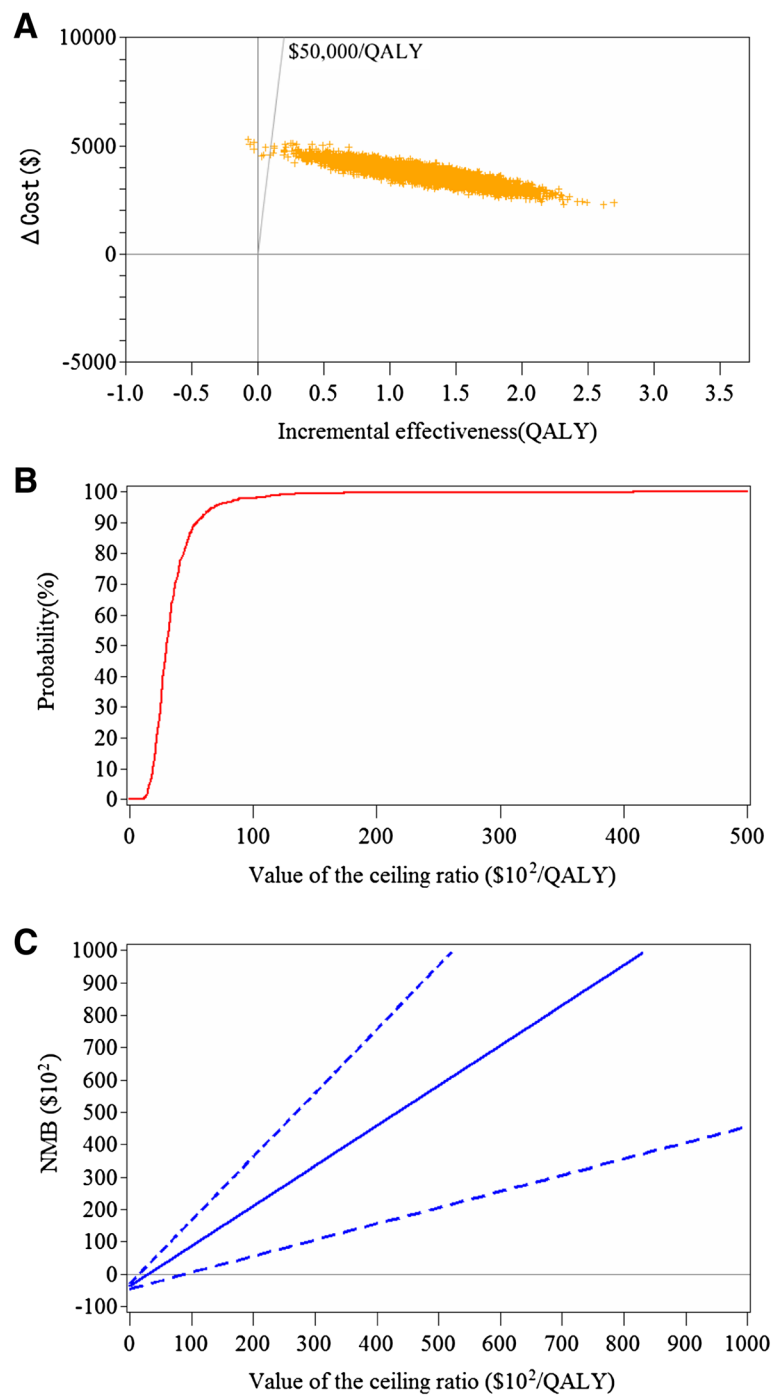 A
$50,000/QALY
10000
5000
0
-5000
Δ Cost ($)
-1.0 -0.5 0.0 0.5 1.0 1.5 2.0 2.5 3.0 3.5
Incremental effectiveness(QALY)
B
100
90
80
70
60
50
40
30
20
10
0
Probability(%)
0 100 200 300 400 500
Value of the ceiling ratio ($10²/QALY)
C
1000
900
800
700
600
500
400
300
200
100
0
-100
NMB ($10²)
0 100 200 300 400 500 600 700 800 900 1000
Value of the ceiling ratio ($10²/QALY)